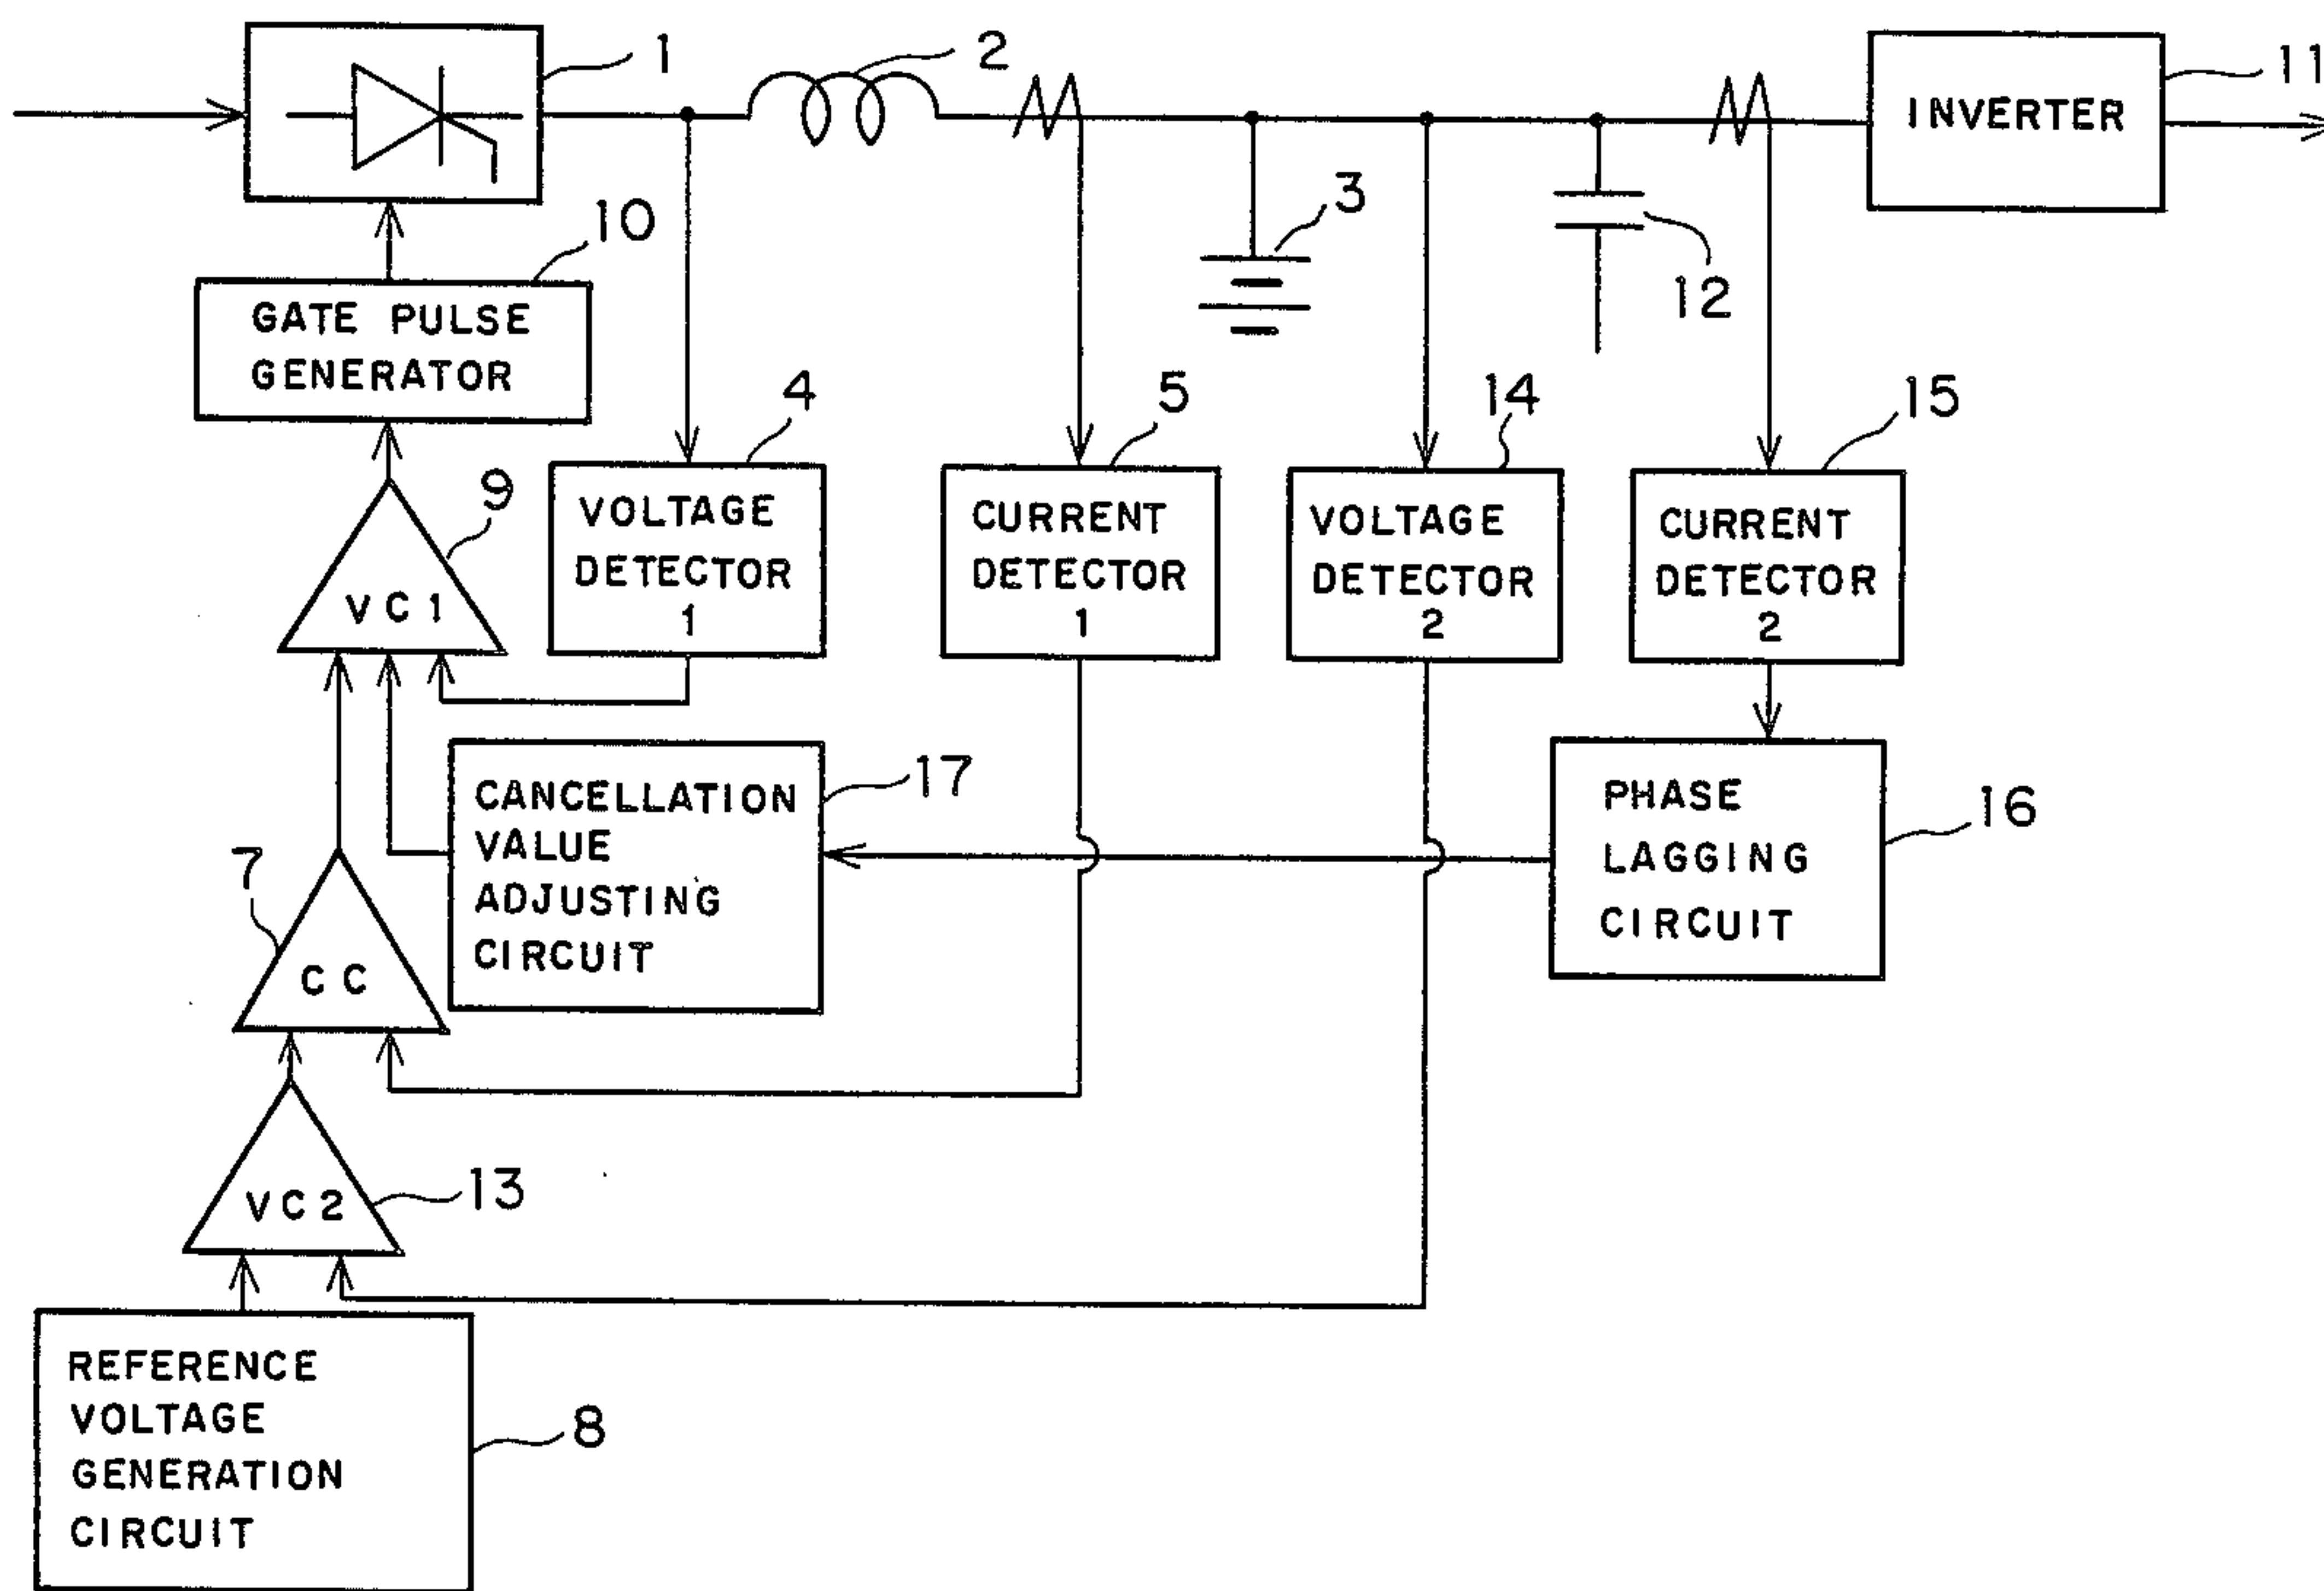 1
2
11
INVERTER
3
10
12
GATE PULSE
GENERATOR
4
5
14
15
9
VOLTAGE
DETECTOR
1
CURRENT
DETECTOR
1
VOLTAGE
DETECTOR
2
CURRENT
DETECTOR
2
VC1
17
CANCELLATION
VALUE
ADJUSTING
CIRCUIT
PHASE
LAGGING
CIRCUIT
16
7
CC
13
VC2
REFERENCE
VOLTAGE
GENERATION
CIRCUIT
8